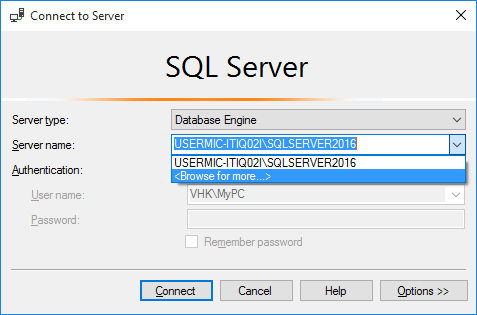 Connect to Server
SQL Server
Server type: Database Engine
Server name: USERMIC-ITIQ02I\SQLSERVER2016
USERMIC-ITIQ02I\SQLSERVER2016
<Browse for more...>
Authentication:
User name: VHK\MyPC
Password:
Remember password
Connect Cancel Help Options >>